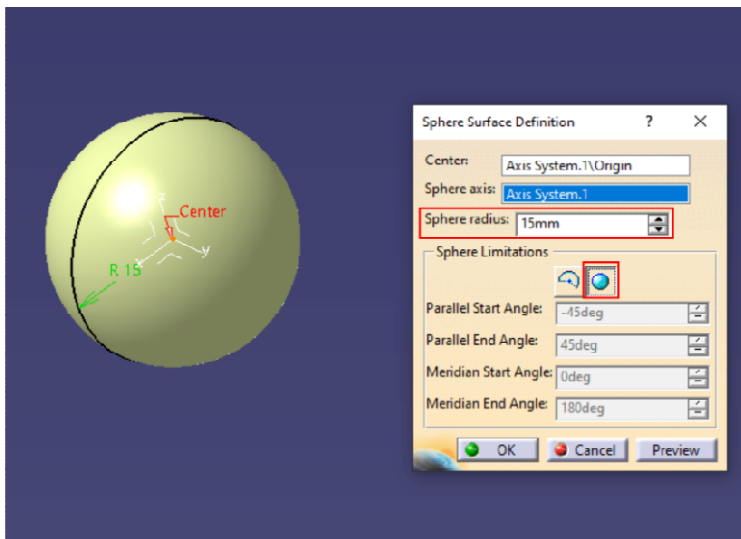 z
Center
y
x
R 15
Sphere Surface Definition ? ×
Center: Axis System.1\Origin
Sphere axis: Axis System.1
Sphere radius: 15mm
Sphere Limitations
Parallel Start Angle: -45deg
Parallel End Angle: 45deg
Meridian Start Angle: 0deg
Meridian End Angle: 180deg
OK Cancel Preview